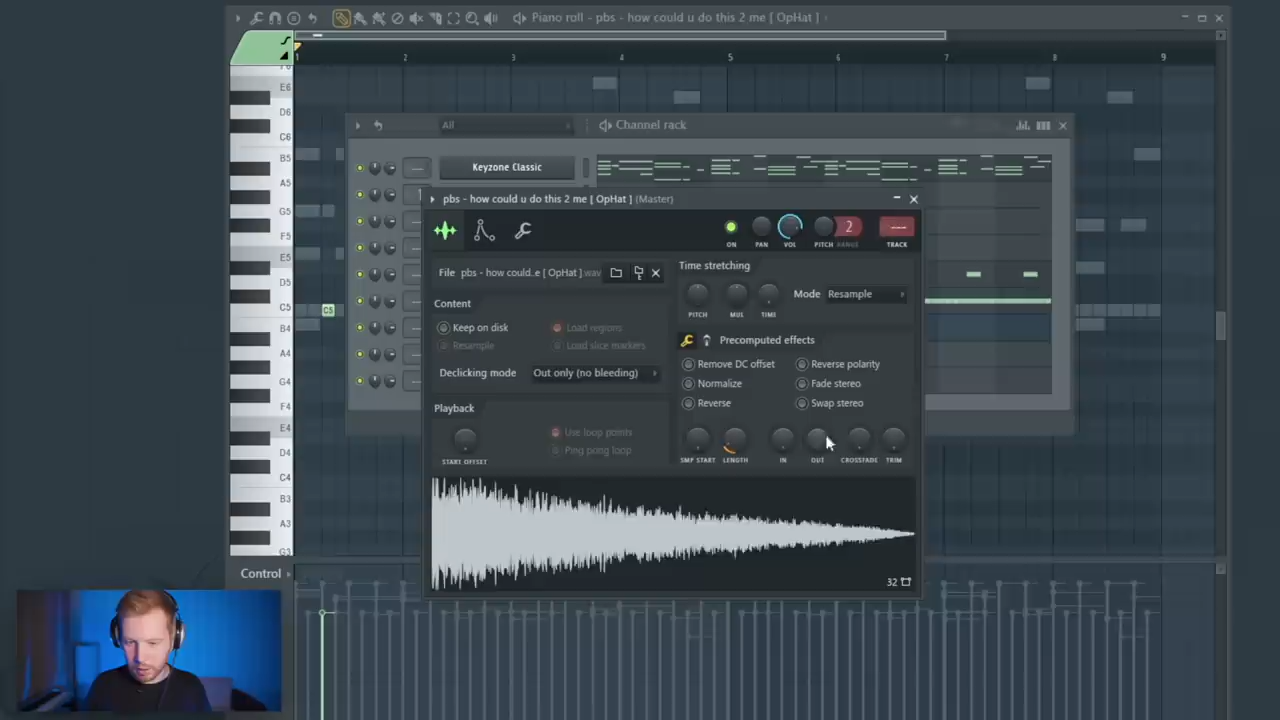 Piano roll - pbs - how could u do this 2 me [ OpHat ]
1 2 3 4 5 6 7 8 9
E6
D6
C6
B5
A5
G5
F5
E5
D5
C5
B4
A4
G4
F4
E4
D4
C4
B3
A3
G3
C5
All
Channel rack
Keyzone Classic
pbs - how could u do this 2 me [ OpHat ] (Master)
ON PAN VOL PITCH RANGE TRACK
2
File pbs - how could..e [ OpHat ].wav
Content
Keep on disk
Load regions
Resample
Load slice markers
Declicking mode Out only (no bleeding)
Playback
START OFFSET
Use loop points
Ping pong loop
Time stretching
PITCH MUL TIME
Mode Resample
Precomputed effects
Remove DC offset
Reverse polarity
Normalize
Fade stereo
Reverse
Swap stereo
SMP START LENGTH IN OUT CROSSFADE TRIM
32
Control